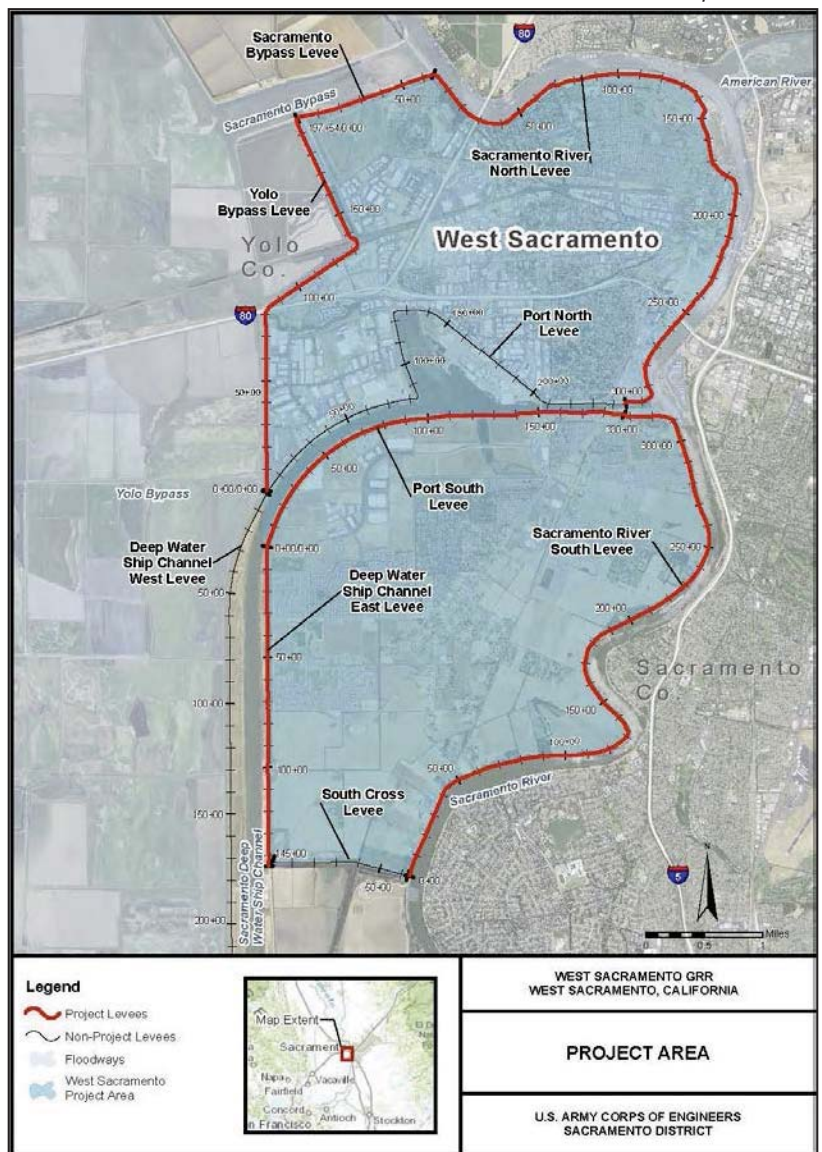 Sacramento
Bypass Levee
80
American River
Sacramento Bypass
50+00
100+00
150+00
50+00
Sacramento River
North Levee
Yolo
Bypass Levee
150+00
200+00
Yolo
Co.
West Sacramento
100+00
250+00
80
150+00
Port North
Levee
100+00
50+00
200+00
300+00
50+00
100+00
150+00
300+00
50+00
Yolo Bypass
0+00/0+00
Port South
Levee
Sacramento River
South Levee
250+00
Deep Water
Ship Channel
West Levee
0+00/0+00
Deep Water
Ship Channel
East Levee
50+00
200+00
50+00
Sacramento
Co.
100+00
150+00
100+00
100+00
50+00
Sacramento River
South Cross
Levee
150+00
145+00
50+00
0+00
Sacramento Deep
Water Ship Channel
200+00
N
5
0 0.5 1
Miles
Legend
Project Levees
Non-Project Levees
Floodways
West Sacramento
Project Area
Map Extent
Sacramento
Napa
Vacaville
Fairfield
Concord
Antioch
Stockton
n Francisco
WEST SACRAMENTO GRR
WEST SACRAMENTO, CALIFORNIA
PROJECT AREA
U.S. ARMY CORPS OF ENGINEERS
SACRAMENTO DISTRICT